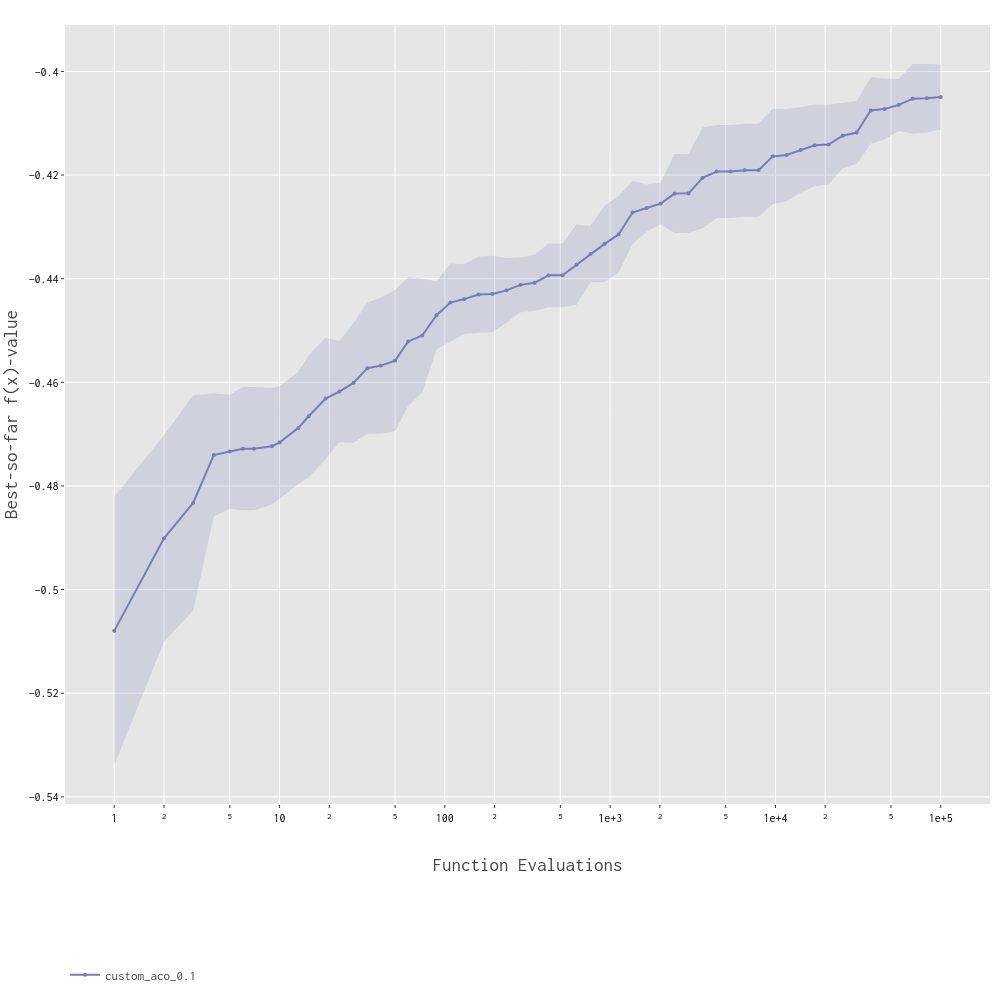 Best-so-far f(x)-value
−0.4
−0.42
−0.44
−0.46
−0.48
−0.5
−0.52
−0.54
1 2 5 10 2 5 100 2 5 1e+3 2 5 1e+4 2 5 1e+5
Function Evaluations
custom_aco_0.1